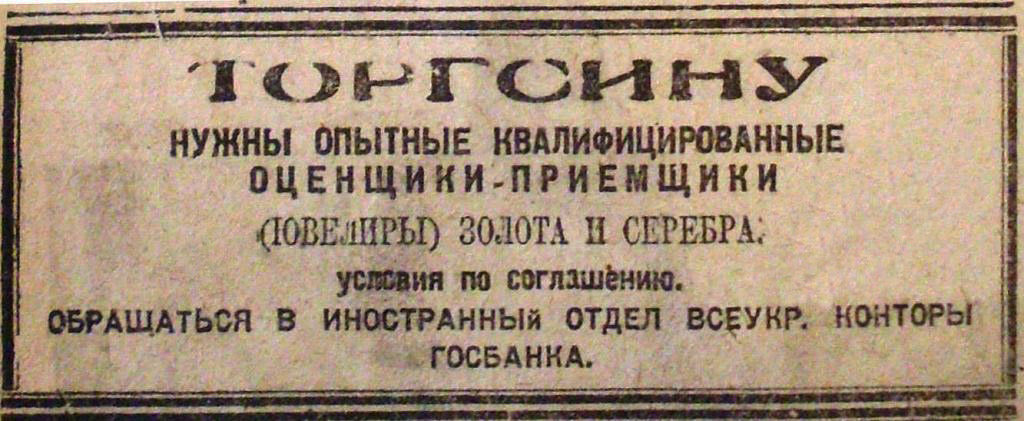 ТОРГСИНУ
НУЖНЫ ОПЫТНЫЕ КВАЛИФИЦИРОВАННЫЕ
ОЦЕНЩИКИ-ПРИЕМЩИКИ
(ЮВЕЛИРЫ) ЗОЛОТА И СЕРЕБРА.
условия по соглашению.
ОБРАЩАТЬСЯ В ИНОСТРАННЫй ОТДЕЛ ВСЕУКР. КОНТОРЫ
ГОСБАНКА.